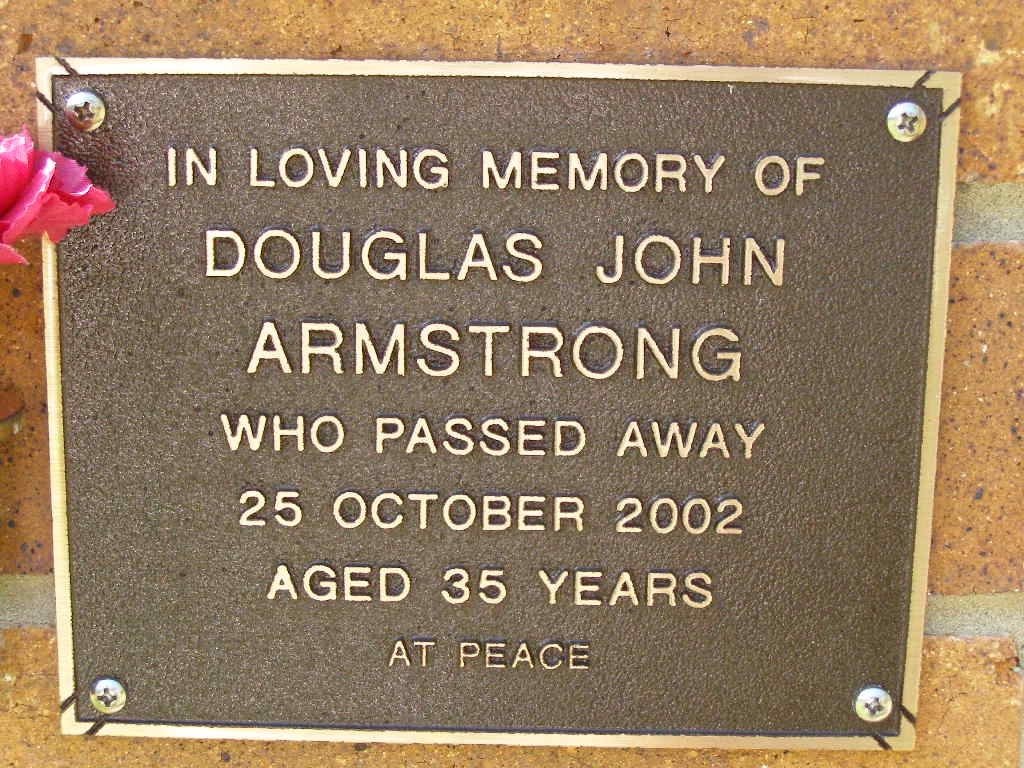 IN LOVING MEMORY OF
DOUGLAS JOHN
ARMSTRONG
WHO PASSED AWAY
25 OCTOBER 2002
AGED 35 YEARS
AT PEACE